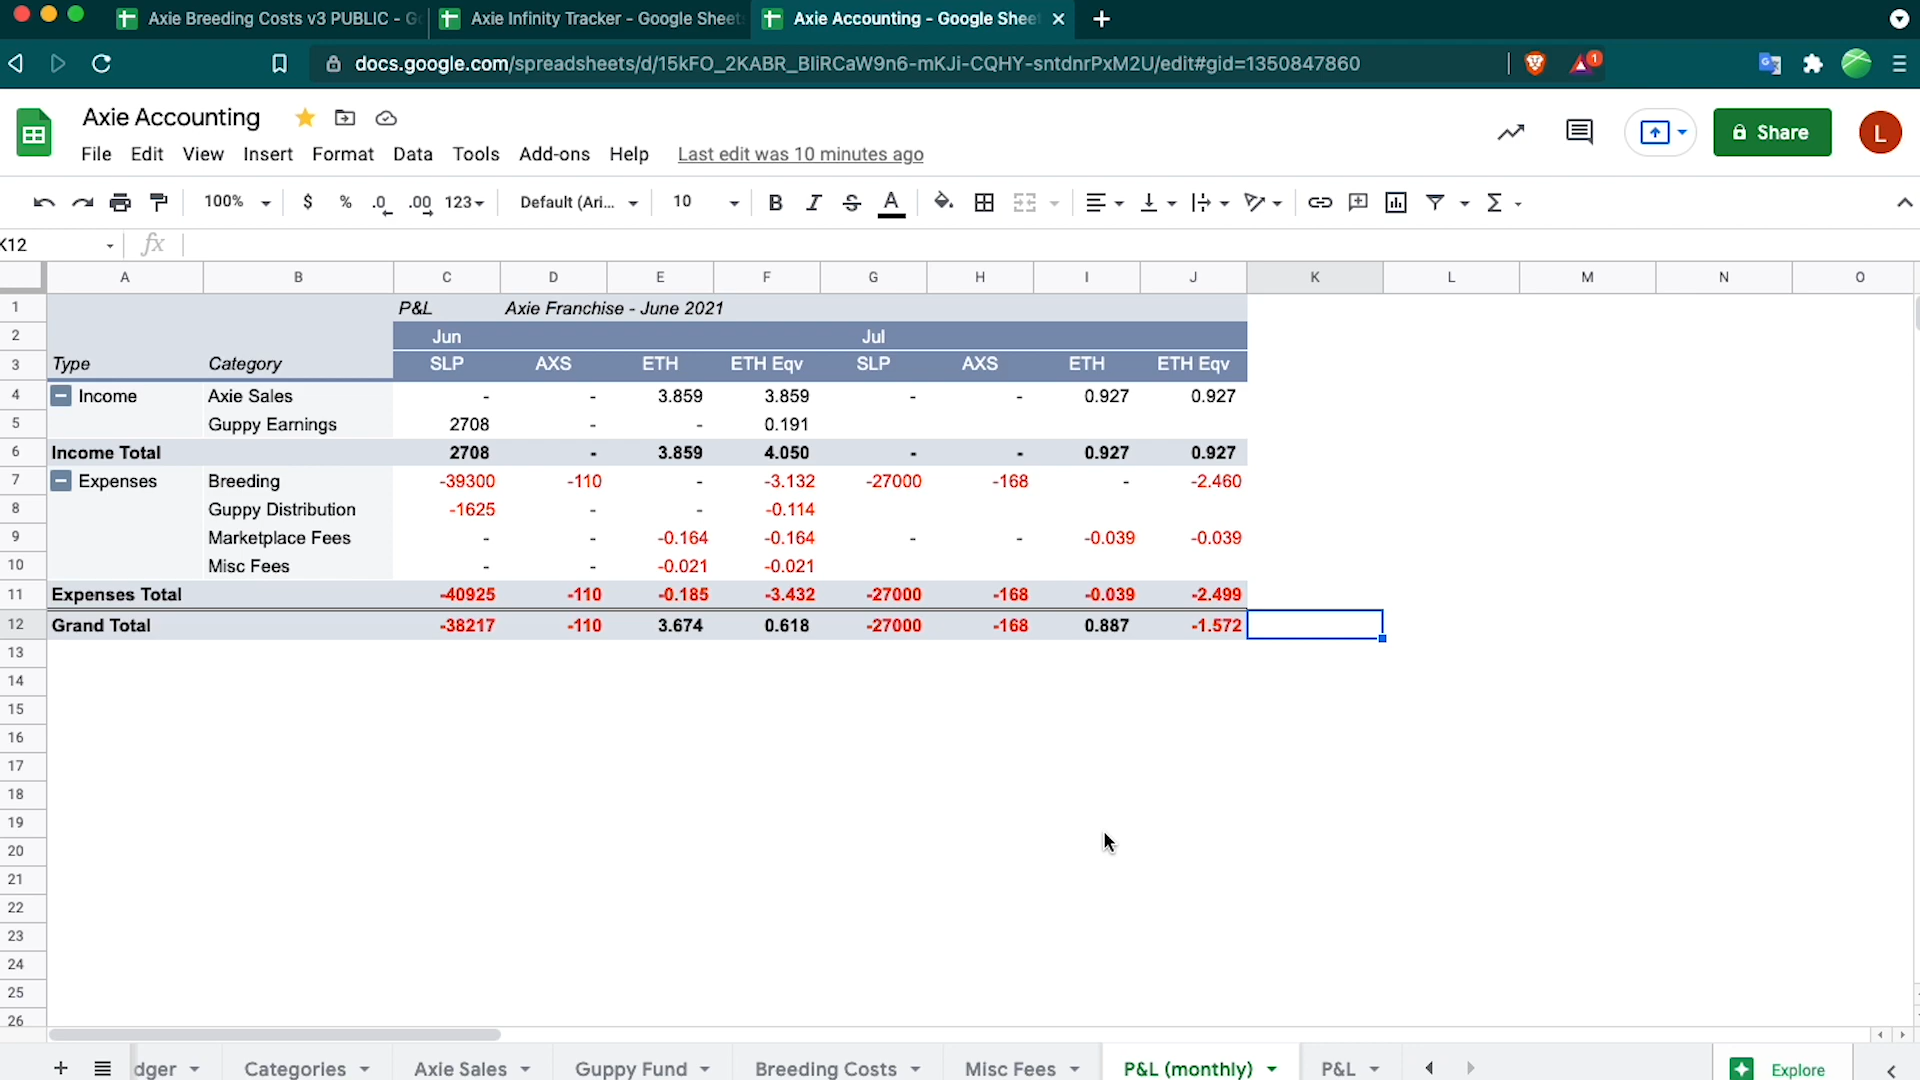 Axie Breeding Costs v3 PUBLIC - Go
Axie Infinity Tracker - Google Sheet
Axie Accounting - Google Sheet
docs.google.com/spreadsheets/d/15kFO_2KABR_BliRCaW9n6-mKJi-CQHY-sntdnrPxM2U/edit#gid=1350847860
1
Axie Accounting
File Edit View Insert Format Data Tools Add-ons Help Last edit was 10 minutes ago
Share
L
100% $ % .0 .00 123 Default (Ari... 10 B I S A
K12 fx
A B C D E F G H I J K L M N O
1 P&L Axie Franchise - June 2021
2 Jun Jul
3 Type Category SLP AXS ETH ETH Eqv SLP AXS ETH ETH Eqv
4 Income Axie Sales - - 3.859 3.859 - - 0.927 0.927
5 Guppy Earnings 2708 - - 0.191
6 Income Total 2708 - 3.859 4.050 - - 0.927 0.927
7 Expenses Breeding -39300 -110 - -3.132 -27000 -168 - -2.460
8 Guppy Distribution -1625 - - -0.114
9 Marketplace Fees - - -0.164 -0.164 - - -0.039 -0.039
10 Misc Fees - - -0.021 -0.021
11 Expenses Total -40925 -110 -0.185 -3.432 -27000 -168 -0.039 -2.499
12 Grand Total -38217 -110 3.674 0.618 -27000 -168 0.887 -1.572
13
14
15
16
17
18
19
20
21
22
23
24
25
26
dger Categories Axie Sales Guppy Fund Breeding Costs Misc Fees P&L (monthly) P&L Explore